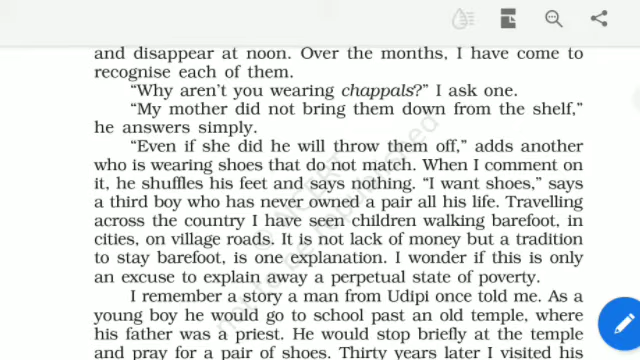 and disappear at noon. Over the months, I have come to
recognise each of them.
“Why aren’t you wearing chappals?” I ask one.
“My mother did not bring them down from the shelf,”
he answers simply.
“Even if she did he will throw them off,” adds another
who is wearing shoes that do not match. When I comment on
it, he shuffles his feet and says nothing. “I want shoes,” says
a third boy who has never owned a pair all his life. Travelling
across the country I have seen children walking barefoot, in
cities, on village roads. It is not lack of money but a tradition
to stay barefoot, is one explanation. I wonder if this is only
an excuse to explain away a perpetual state of poverty.
I remember a story a man from Udipi once told me. As a
young boy he would go to school past an old temple, where
his father was a priest. He would stop briefly at the temple
and pray for a pair of shoes. Thirty years later I visited his
not to be republished